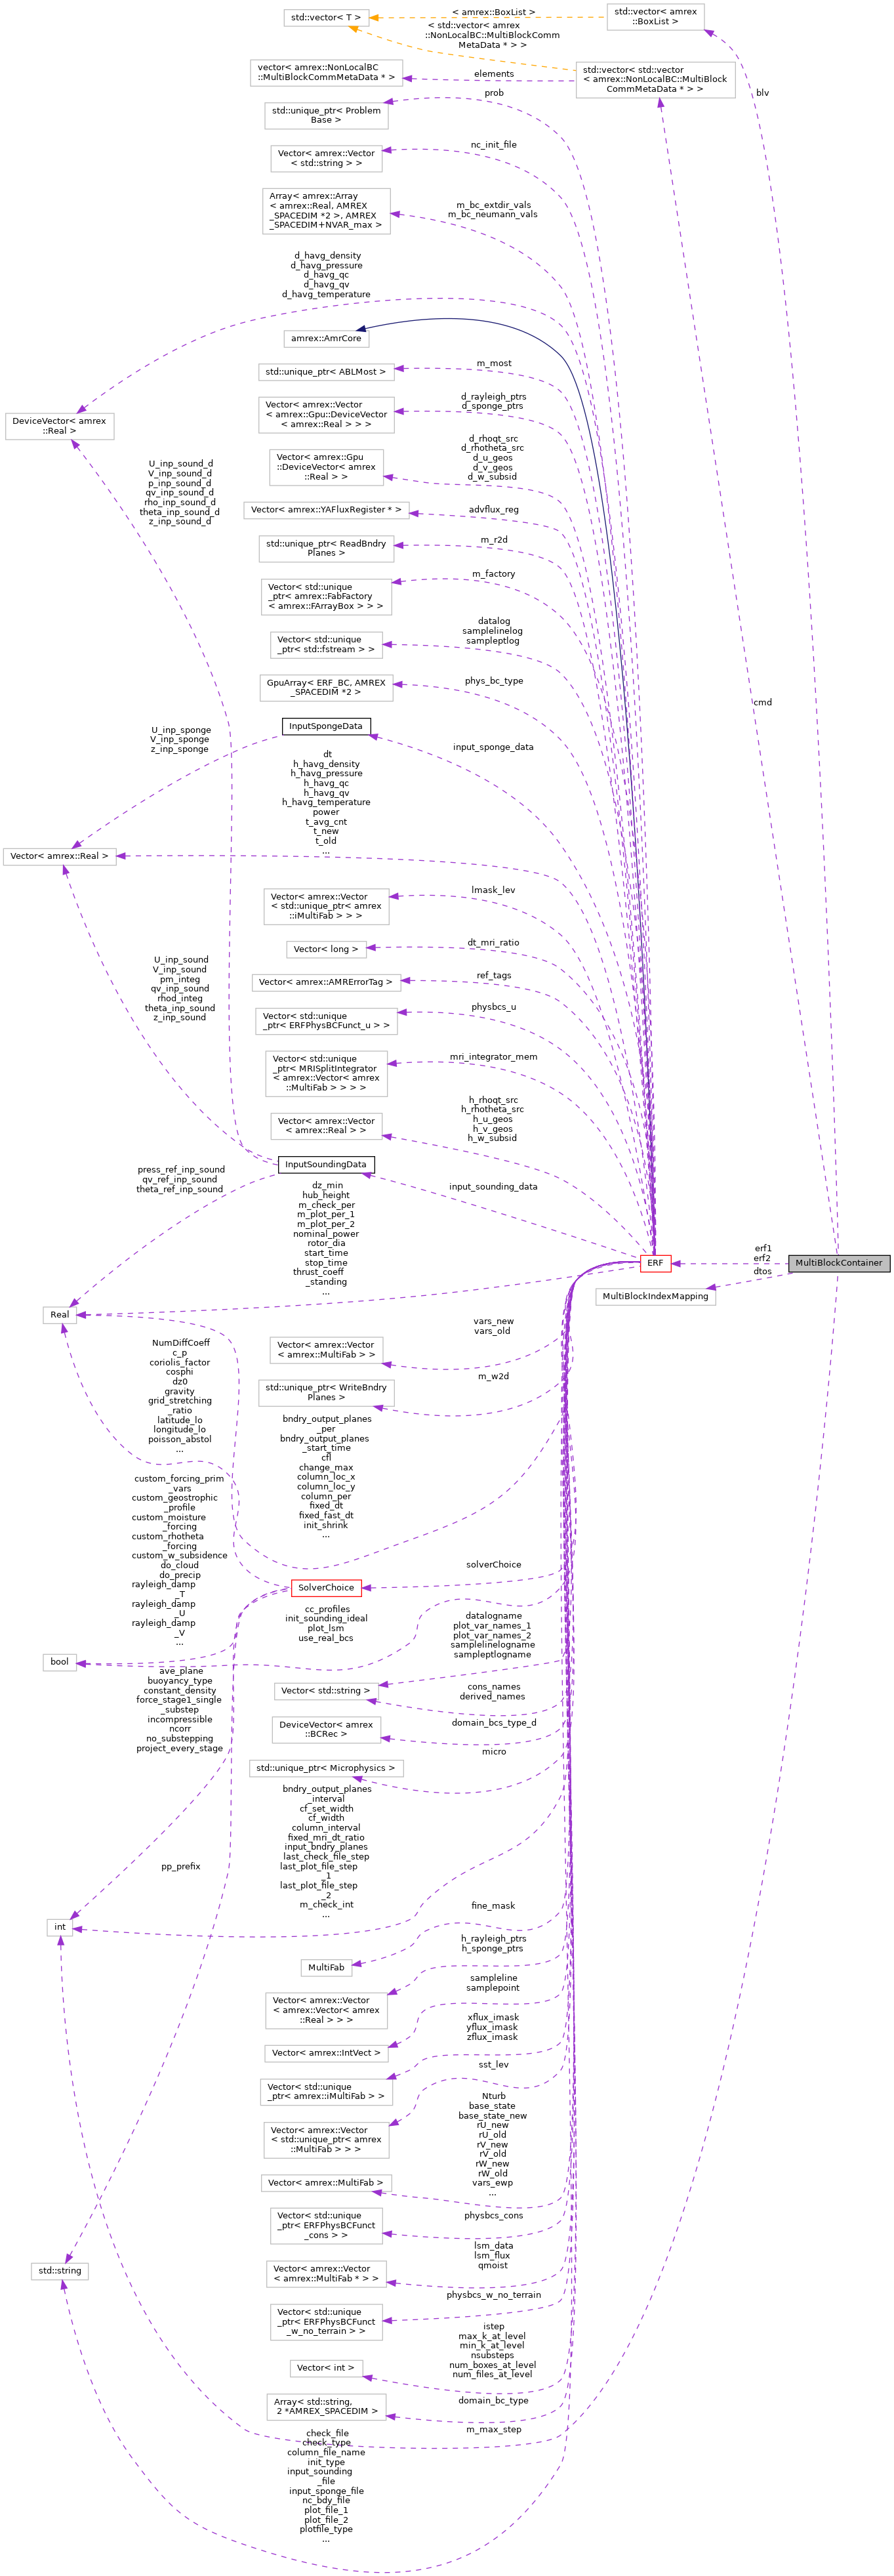 std::vector< T >
< amrex::BoxList >
std::vector< amrex
::BoxList >
< std::vector< amrex
::NonLocalBC::MultiBlockComm
MetaData * > >
vector< amrex::NonLocalBC
::MultiBlockCommMetaData * >
elements
std::vector< std::vector
< amrex::NonLocalBC::MultiBlock
CommMetaData * > >
blv
prob
std::unique_ptr< Problem
Base >
nc_init_file
Vector< amrex::Vector
< std::string > >
Array< amrex::Array
< amrex::Real, AMREX
_SPACEDIM *2 >, AMREX
_SPACEDIM+NVAR_max >
m_bc_extdir_vals
m_bc_neumann_vals
d_havg_density
d_havg_pressure
d_havg_qc
d_havg_qv
d_havg_temperature
amrex::AmrCore
std::unique_ptr< ABLMost >
m_most
Vector< amrex::Vector
< amrex::Gpu::DeviceVector
< amrex::Real > > >
d_rayleigh_ptrs
d_sponge_ptrs
DeviceVector< amrex
::Real >
Vector< amrex::Gpu
::DeviceVector< amrex
::Real > >
d_rhoqt_src
d_rhotheta_src
d_u_geos
d_v_geos
d_w_subsid
U_inp_sound_d
V_inp_sound_d
p_inp_sound_d
qv_inp_sound_d
rho_inp_sound_d
theta_inp_sound_d
z_inp_sound_d
Vector< amrex::YAFluxRegister * >
advflux_reg
std::unique_ptr< ReadBndry
Planes >
m_r2d
Vector< std::unique
_ptr< amrex::FabFactory
< amrex::FArrayBox > > >
m_factory
Vector< std::unique
_ptr< std::fstream > >
datalog
samplelinelog
sampleptlog
GpuArray< ERF_BC, AMREX
_SPACEDIM *2 >
phys_bc_type
cmd
InputSpongeData
U_inp_sponge
V_inp_sponge
z_inp_sponge
input_sponge_data
dt
h_havg_density
h_havg_pressure
h_havg_qc
h_havg_qv
h_havg_temperature
power
t_avg_cnt
t_new
t_old
...
Vector< amrex::Real >
Vector< amrex::Vector
< std::unique_ptr< amrex
::iMultiFab > > >
lmask_lev
Vector< long >
dt_mri_ratio
Vector< amrex::AMRErrorTag >
ref_tags
U_inp_sound
V_inp_sound
pm_integ
qv_inp_sound
rhod_integ
theta_inp_sound
z_inp_sound
Vector< std::unique
_ptr< ERFPhysBCFunct_u > >
physbcs_u
Vector< std::unique
_ptr< MRISplitIntegrator
< amrex::Vector< amrex
::MultiFab > > > >
mri_integrator_mem
Vector< amrex::Vector
< amrex::Real > >
h_rhoqt_src
h_rhotheta_src
h_u_geos
h_v_geos
h_w_subsid
InputSoundingData
press_ref_inp_sound
qv_ref_inp_sound
theta_ref_inp_sound
input_sounding_data
dz_min
hub_height
m_check_per
m_plot_per_1
m_plot_per_2
nominal_power
rotor_dia
start_time
stop_time
thrust_coeff
_standing
...
ERF
erf1
erf2
MultiBlockContainer
dtos
MultiBlockIndexMapping
Real
vars_new
vars_old
Vector< amrex::Vector
< amrex::MultiFab > >
NumDiffCoeff
c_p
coriolis_factor
cosphi
dz0
gravity
grid_stretching
_ratio
latitude_lo
longitude_lo
poisson_abstol
...
std::unique_ptr< WriteBndry
Planes >
m_w2d
bndry_output_planes
_per
bndry_output_planes
_start_time
cfl
change_max
column_loc_x
column_loc_y
column_per
fixed_dt
fixed_fast_dt
init_shrink
...
custom_forcing_prim
_vars
custom_geostrophic
_profile
custom_moisture
_forcing
custom_rhotheta
_forcing
custom_w_subsidence
do_cloud
do_precip
rayleigh_damp
_T
rayleigh_damp
_U
rayleigh_damp
_V
...
SolverChoice
solverChoice
cc_profiles
init_sounding_ideal
plot_lsm
use_real_bcs
bool
datalogname
plot_var_names_1
plot_var_names_2
samplelinelogname
sampleptlogname
ave_plane
buoyancy_type
constant_density
force_stage1_single
_substep
incompressible
ncorr
no_substepping
project_every_stage
Vector< std::string >
cons_names
derived_names
DeviceVector< amrex
::BCRec >
domain_bcs_type_d
std::unique_ptr< Microphysics >
micro
bndry_output_planes
_interval
cf_set_width
cf_width
column_interval
fixed_mri_dt_ratio
input_bndry_planes
last_check_file_step
last_plot_file_step
_1
last_plot_file_step
_2
m_check_int
...
pp_prefix
int
MultiFab
fine_mask
Vector< amrex::Vector
< amrex::Vector< amrex
::Real > > >
h_rayleigh_ptrs
h_sponge_ptrs
Vector< amrex::IntVect >
sampleline
samplepoint
Vector< std::unique
_ptr< amrex::iMultiFab > >
xflux_imask
yflux_imask
zflux_imask
Vector< amrex::Vector
< std::unique_ptr< amrex
::MultiFab > > >
sst_lev
Vector< amrex::MultiFab >
Nturb
base_state
base_state_new
rU_new
rU_old
rV_new
rV_old
rW_new
rW_old
vars_ewp
...
Vector< std::unique
_ptr< ERFPhysBCFunct
_cons > >
physbcs_cons
std::string
Vector< amrex::Vector
< amrex::MultiFab * > >
lsm_data
lsm_flux
qmoist
Vector< std::unique
_ptr< ERFPhysBCFunct
_w_no_terrain > >
physbcs_w_no_terrain
Vector< int >
istep
max_k_at_level
min_k_at_level
nsubsteps
num_boxes_at_level
num_files_at_level
Array< std::string,
2 *AMREX_SPACEDIM >
domain_bc_type
m_max_step
check_file
check_type
column_file_name
init_type
input_sounding
_file
input_sponge_file
nc_bdy_file
plot_file_1
plot_file_2
plotfile_type
...